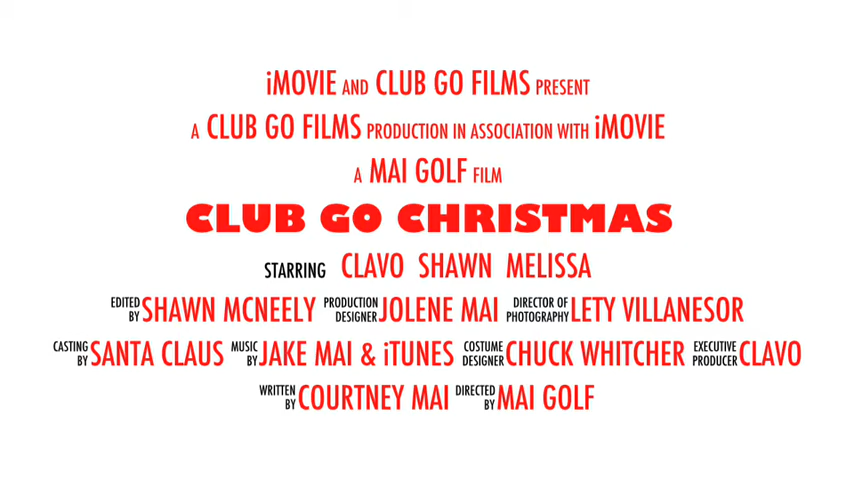 iMOVIE AND CLUB GO FILMS PRESENT
A CLUB GO FILMS PRODUCTION IN ASSOCIATION WITH iMOVIE
A MAI GOLF FILM
CLUB GO CHRISTMAS
STARRING CLAVO SHAWN MELISSA
EDITED BY SHAWN MCNEELY PRODUCTION DESIGNER JOLENE MAI DIRECTOR OF PHOTOGRAPHY LETY VILLANESOR
CASTING BY SANTA CLAUS MUSIC BY JAKE MAI & iTUNES COSTUME DESIGNER CHUCK WHITCHER EXECUTIVE PRODUCER CLAVO
WRITTEN BY COURTNEY MAI DIRECTED BY MAI GOLF